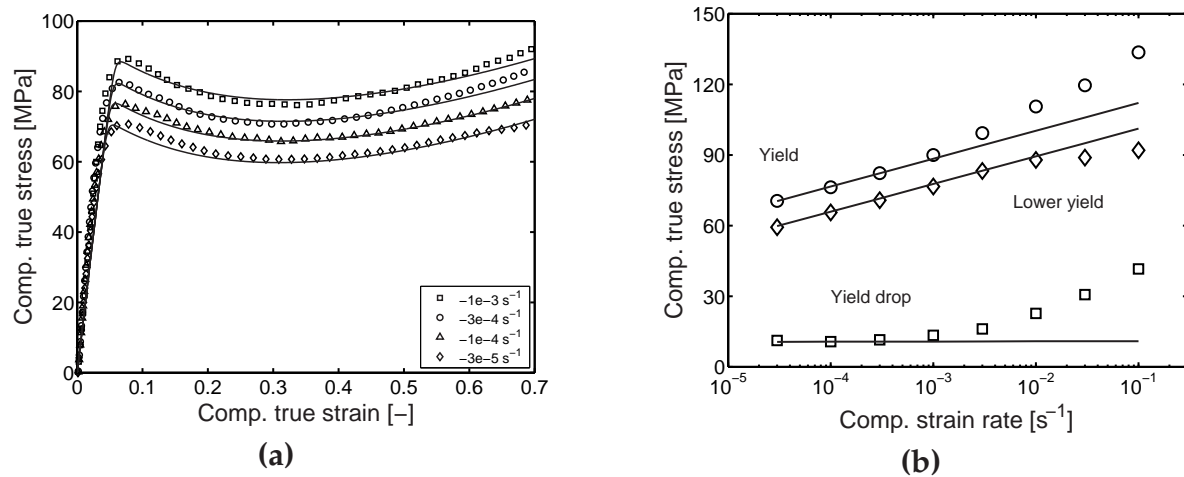 100
80
60
40
20
0
Comp. true stress [MPa]
0 0.1 0.2 0.3 0.4 0.5 0.6 0.7
Comp. true strain [−]
−1e−3 s⁻¹
−3e−4 s⁻¹
−1e−4 s⁻¹
−3e−5 s⁻¹
(a)
150
120
90
60
30
0
Comp. true stress [MPa]
Yield
Lower yield
Yield drop
10⁻⁵ 10⁻⁴ 10⁻³ 10⁻² 10⁻¹
Comp. strain rate [s⁻¹]
(b)